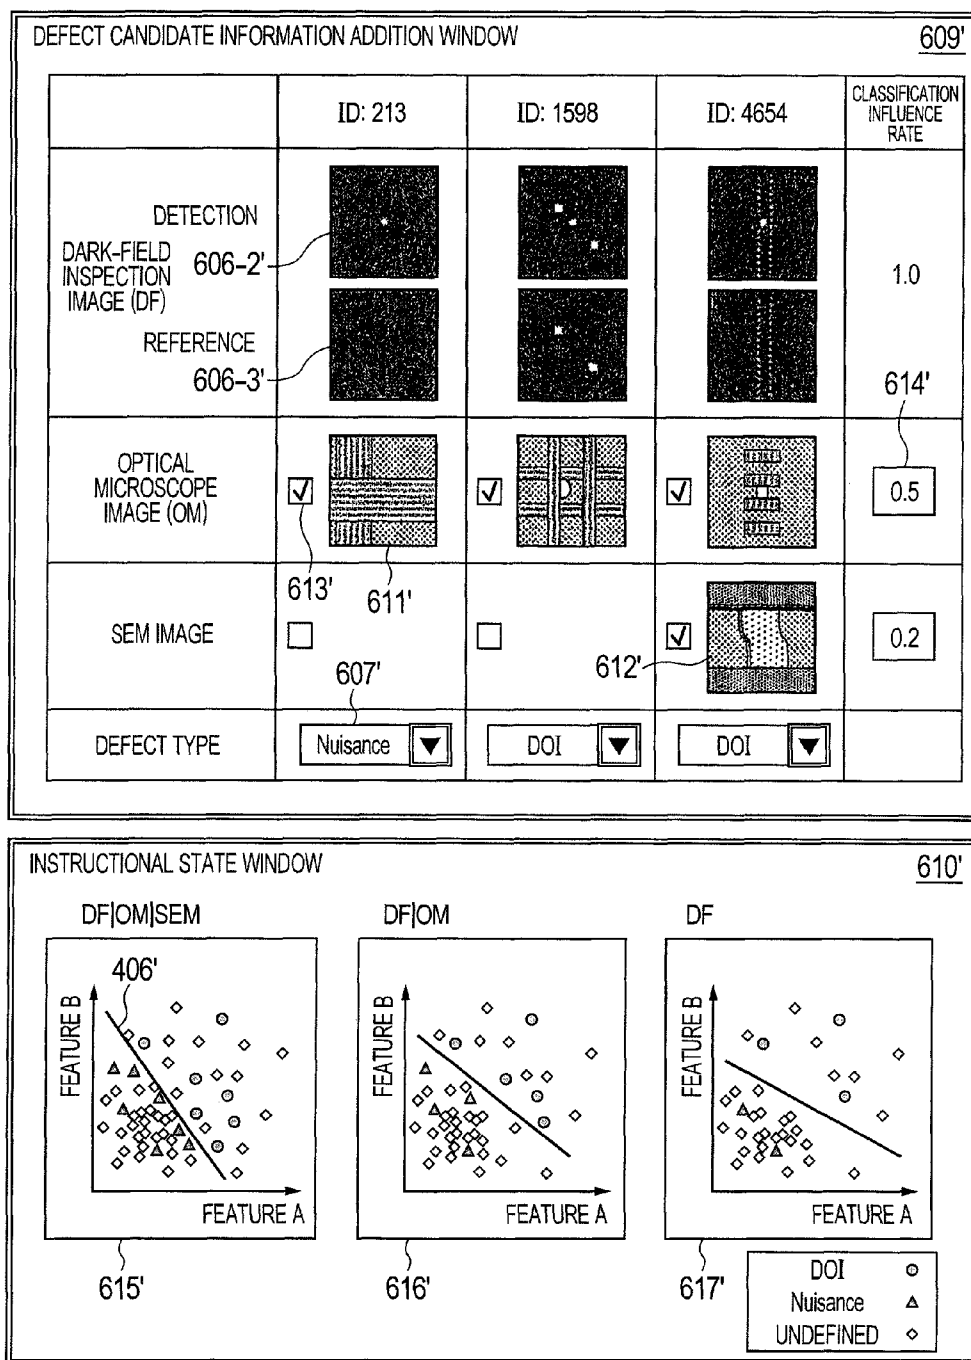 DEFECT CANDIDATE INFORMATION ADDITION WINDOW
609'
ID: 213
ID: 1598
ID: 4654
CLASSIFICATION
INFLUENCE
RATE
DETECTION
DARK-FIELD
INSPECTION
IMAGE (DF)
606-2'
REFERENCE
606-3'
1.0
614'
OPTICAL
MICROSCOPE
IMAGE (OM)
0.5
613'
611'
SEM IMAGE
612'
0.2
607'
DEFECT TYPE
Nuisance
DOI
DOI
INSTRUCTIONAL STATE WINDOW
610'
DF|OM|SEM
DF|OM
DF
406'
FEATURE B
FEATURE A
FEATURE B
FEATURE A
FEATURE B
FEATURE A
615'
616'
617'
DOI
Nuisance
UNDEFINED